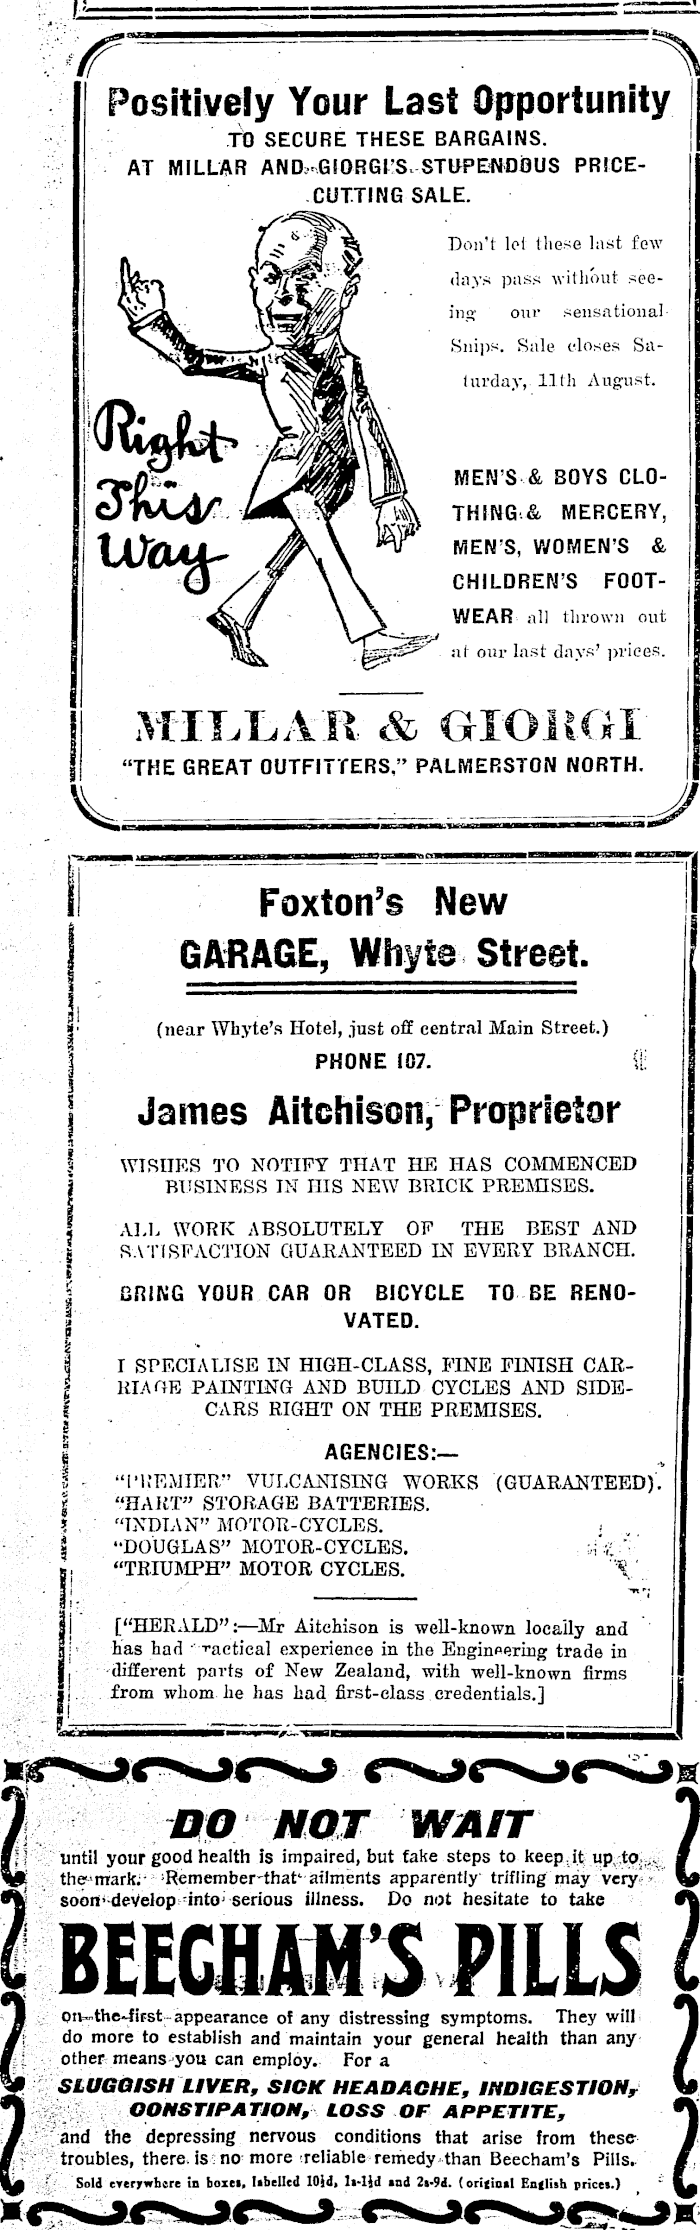 Positively Your Last Opportunity
TO SECURE THESE BARGAINS.
AT MILLAR AND GIORGI'S STUPENDOUS PRICE-
CUTTING SALE.
Don't let these last few
days pass without see-
ing our sensational
Snips. Sale closes Sa-
turday, 11th August.
Right
This
Way
MEN'S & BOYS CLO-
THING & MERCERY,
MEN'S, WOMEN'S &
CHILDREN'S FOOT-
WEAR all thrown out
at our last days' prices.
MILLAR & GIORGI
"THE GREAT OUTFITTERS," PALMERSTON NORTH.
Foxton's New
GARAGE, Whyte Street.
(near Whyte's Hotel, just off central Main Street.)
PHONE 107.
James Aitchison, Proprietor
WISHES TO NOTIFY THAT HE HAS COMMENCED
BUSINESS IN HIS NEW BRICK PREMISES.
ALL WORK ABSOLUTELY OF THE BEST AND
SATISFACTION GUARANTEED IN EVERY BRANCH.
BRING YOUR CAR OR BICYCLE TO BE RENO-
VATED.
I SPECIALISE IN HIGH-CLASS, FINE FINISH CAR-
RIAGE PAINTING AND BUILD CYCLES AND SIDE-
CARS RIGHT ON THE PREMISES.
AGENCIES:—
"PREMIER" VULCANISING WORKS (GUARANTEED).
"HART" STORAGE BATTERIES.
"INDIAN" MOTOR-CYCLES.
"DOUGLAS" MOTOR-CYCLES.
"TRIUMPH" MOTOR CYCLES.
["HERALD":—Mr Aitchison is well-known locally and
has had practical experience in the Engineering trade in
different parts of New Zealand, with well-known firms
from whom he has had first-class credentials.]
DO NOT WAIT
until your good health is impaired, but take steps to keep it up to
the mark. Remember that ailments apparently trifling may very
soon develop into serious illness. Do not hesitate to take
BEECHAM'S PILLS
on the first appearance of any distressing symptoms. They will
do more to establish and maintain your general health than any
other means you can employ. For a
SLUGGISH LIVER, SICK HEADACHE, INDIGESTION,
CONSTIPATION, LOSS OF APPETITE,
and the depressing nervous conditions that arise from these
troubles, there is no more reliable remedy than Beecham's Pills.
Sold everywhere in boxes, labelled 10½d, 1s-1½d and 2s-9d. (original English prices.)